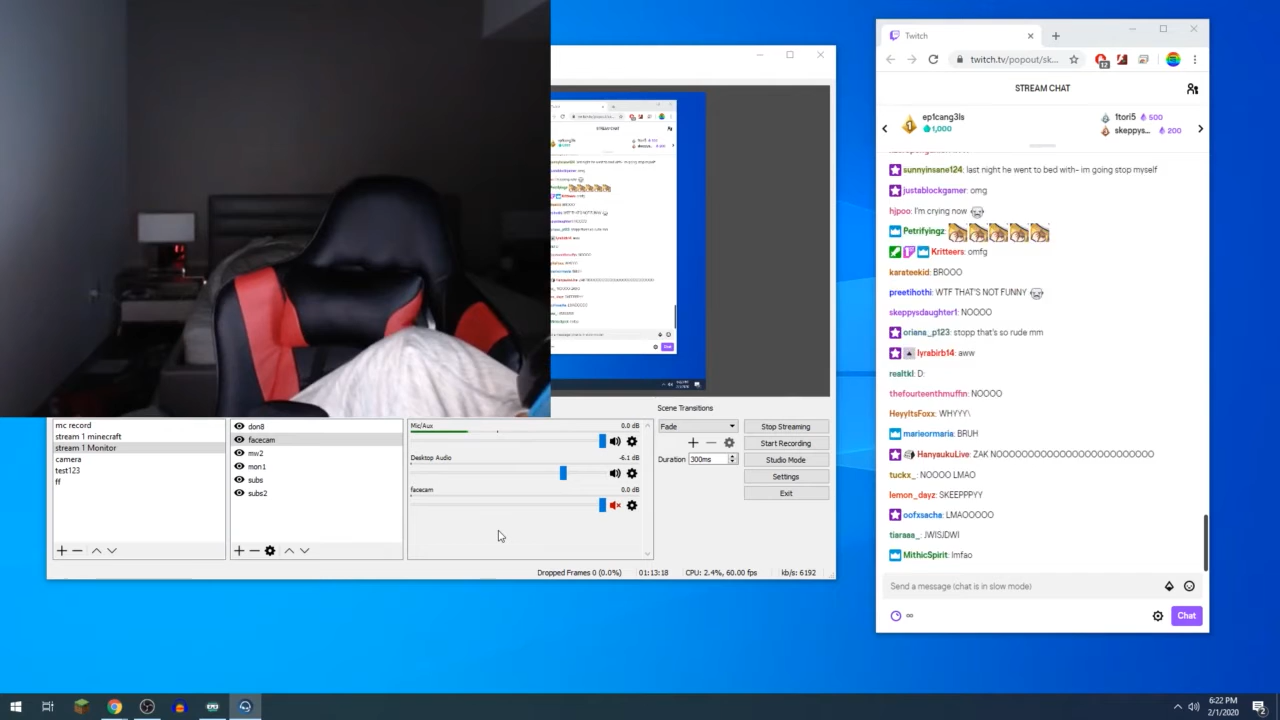 mc record
stream 1 minecraft
stream 1 Monitor
camera
test123
ff
don8
facecam
mw2
mon1
subs
subs2
Mic/Aux 0.0 dB
Desktop Audio -6.1 dB
facecam 0.0 dB
Scene Transitions
Fade
Duration 300ms
Stop Streaming
Start Recording
Studio Mode
Settings
Exit
Dropped Frames 0 (0.0%) 01:13:18 CPU: 2.4%, 60.00 fps kb/s: 6192
Twitch
twitch.tv/popout/sk...
12
STREAM CHAT
ep1cang3ls
1,000
1tori5 500
skeppys... 200
sunnyinsane124: last night he went to bed with- im going stop myself
justablockgamer: omg
hjpoo: I'm crying now
Petrifyingz:
Kritteers: omfg
karateekid: BROOO
preetihothi: WTF THAT'S NOT FUNNY
skeppysdaughter1: NOOOO
oriana_p123: stopp that's so rude mm
lyrabirb14: aww
realtkl: D:
thefourteenthmuffin: NOOOO
HeyyItsFoxx: WHYYY\
marieormaria: BRUH
HanyaukuLive: ZAK NOOOOOOOOOOOOOOOOOOOOOOOOO
tuckx_: NOOOO LMAO
lemon_dayz: SKEEPPPYY
oofxsacha: LMAOOOOO
tiaraaa_: JWISJDWI
MithicSpirit: lmfao
Send a message (chat is in slow mode)
∞
Chat
6:22 PM
2/1/2020
2